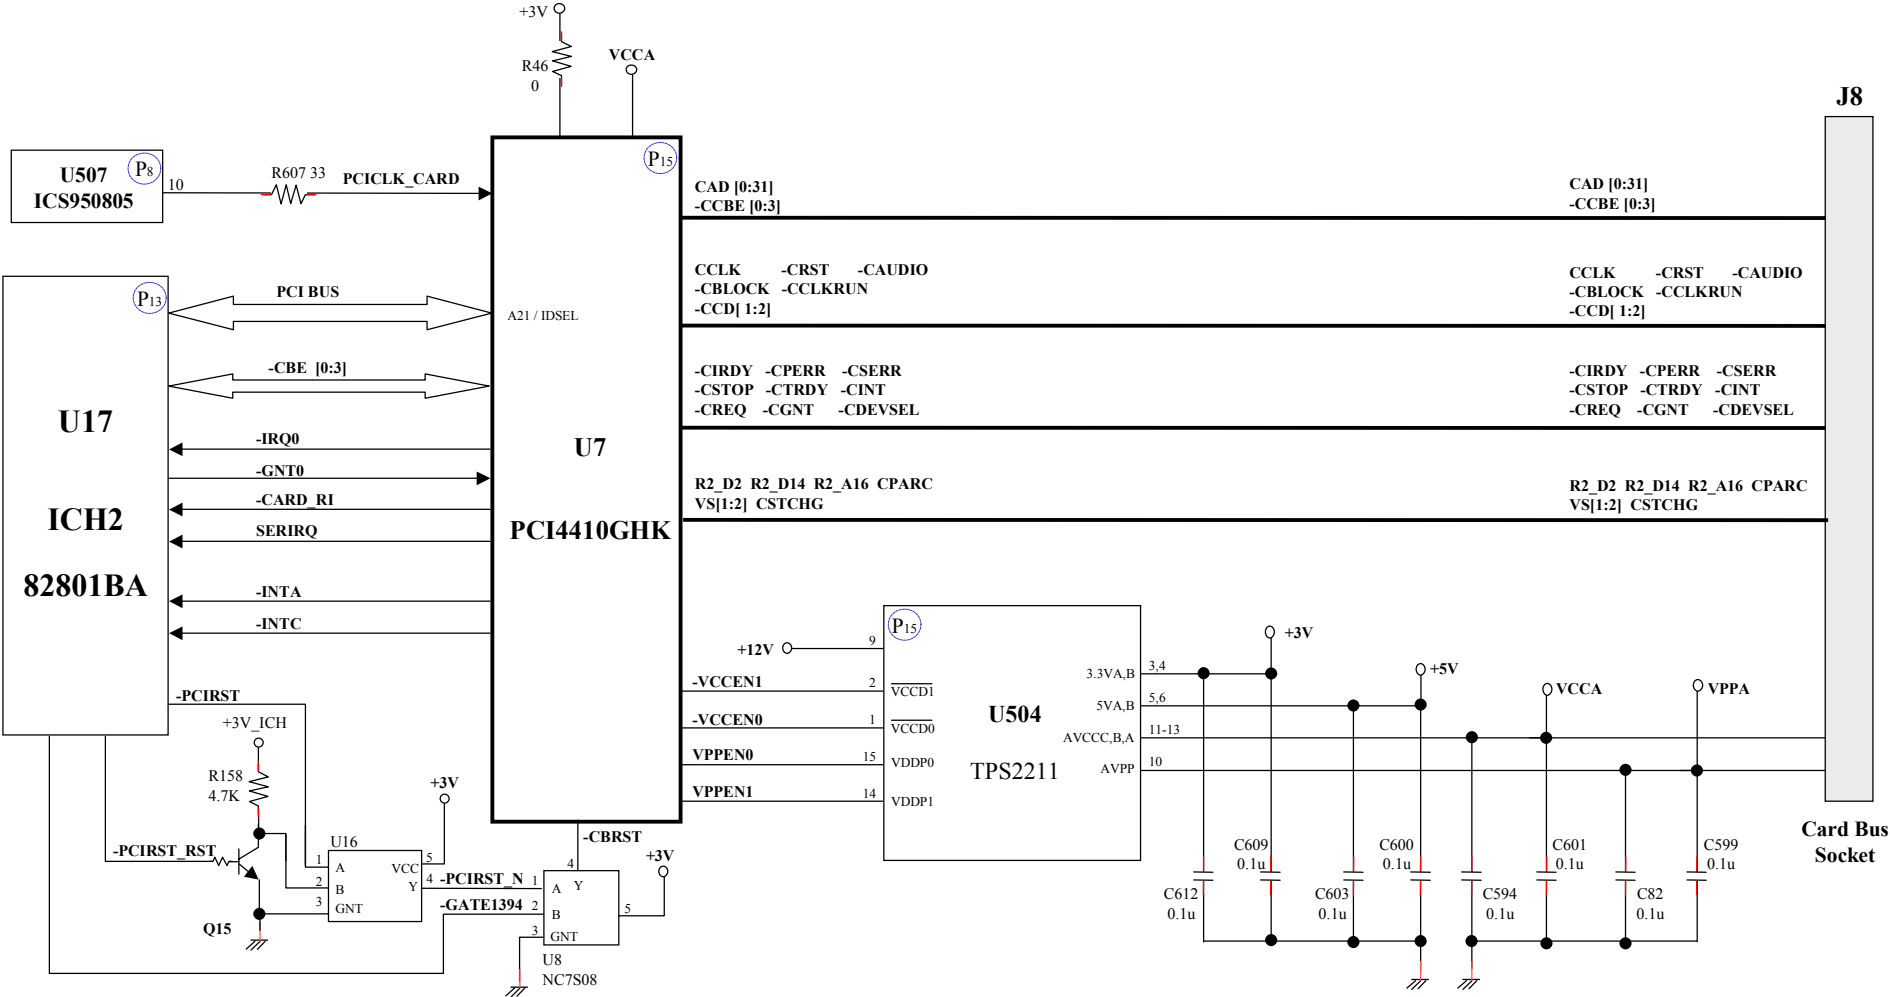 +3V
R46
0
VCCA
J8
U507
ICS950805
P8
10
R607 33
PCICLK_CARD
P15
CAD [0:31]
-CCBE [0:3]
CAD [0:31]
-CCBE [0:3]
P13
PCI BUS
A21 / IDSEL
CCLK -CRST -CAUDIO
-CBLOCK -CCLKRUN
-CCD[ 1:2]
CCLK -CRST -CAUDIO
-CBLOCK -CCLKRUN
-CCD[ 1:2]
-CBE [0:3]
-CIRDY -CPERR -CSERR
-CSTOP -CTRDY -CINT
-CREQ -CGNT -CDEVSEL
-CIRDY -CPERR -CSERR
-CSTOP -CTRDY -CINT
-CREQ -CGNT -CDEVSEL
U17
ICH2
82801BA
-IRQ0
-GNT0
-CARD_RI
SERIRQ
-INTA
-INTC
U7
PCI4410GHK
R2_D2 R2_D14 R2_A16 CPARC
VS[1:2] CSTCHG
R2_D2 R2_D14 R2_A16 CPARC
VS[1:2] CSTCHG
P15
+12V
9
-VCCEN1
2
VCCD1
-VCCEN0
1
VCCD0
VPPEN0
15
VDDP0
VPPEN1
14
VDDP1
U504
TPS2211
3.3VA,B
3,4
5VA,B
5,6
AVCCC,B,A
11-13
AVPP
10
+3V
+5V
VCCA
VPPA
-PCIRST
+3V_ICH
R158
4.7K
+3V
-PCIRST_RST
Q15
U16
1
A
2
B
3
GNT
VCC
5
Y
4
-PCIRST_N
-GATE1394
-CBRST
4
+3V
1
A
Y
2
B
5
3
GNT
U8
NC7S08
C609
0.1u
C600
0.1u
C601
0.1u
C599
0.1u
C612
0.1u
C603
0.1u
C594
0.1u
C82
0.1u
Card Bus
Socket